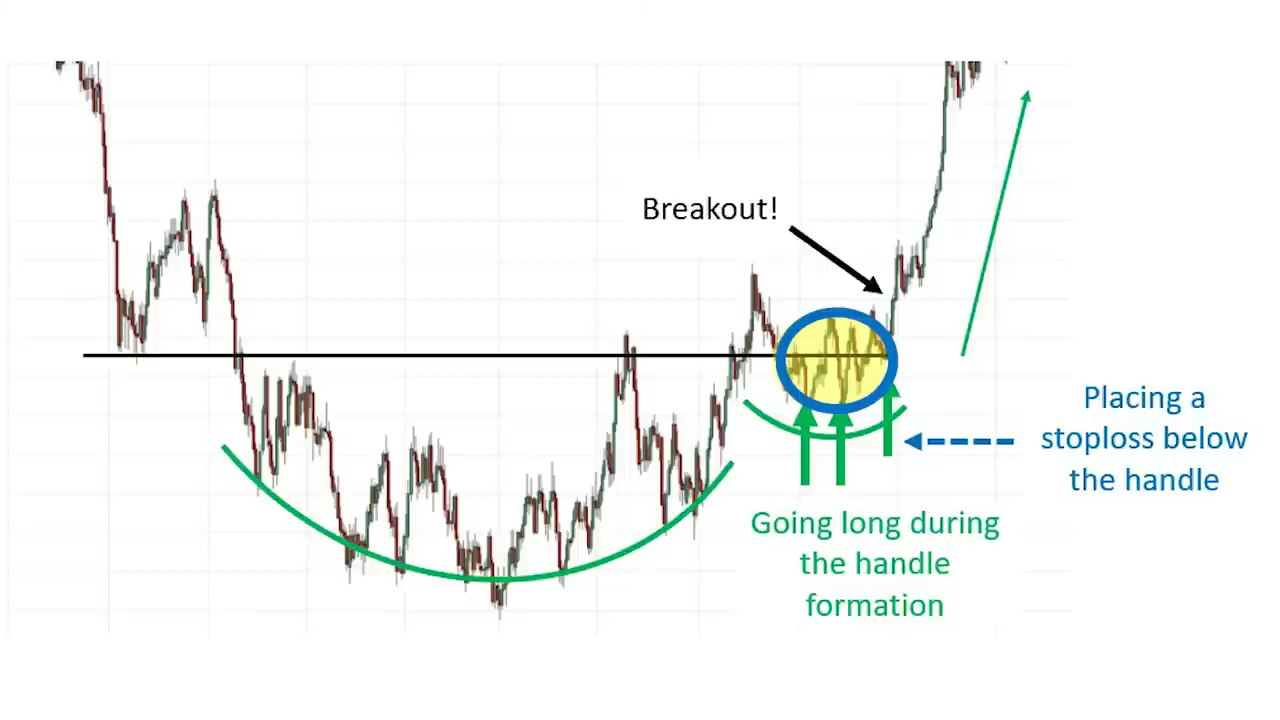 Breakout!
Placing a
stoploss below
the handle
Going long during
the handle
formation